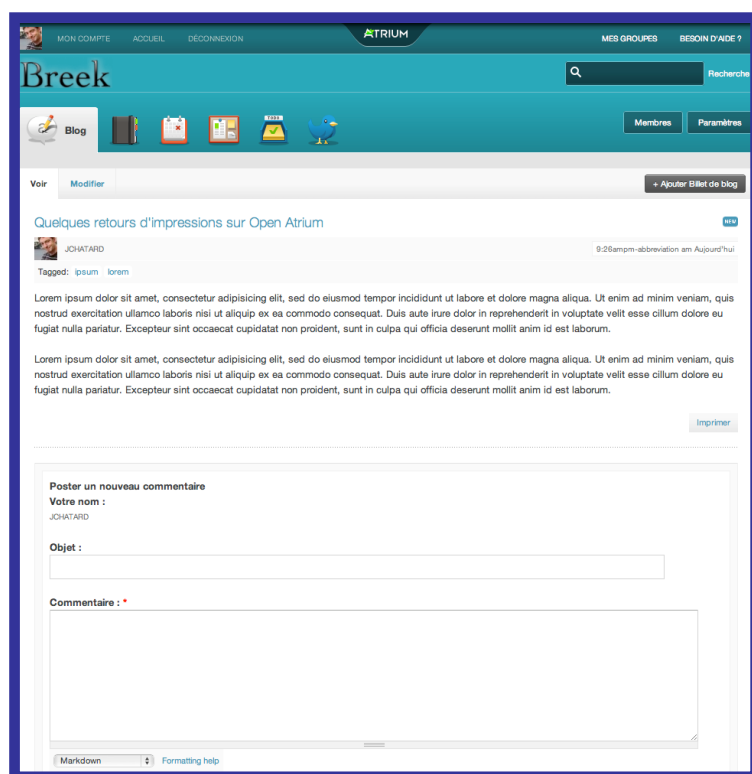 MON COMPTE ACCUEIL DÉCONNEXION ATRIUM MES GROUPES BESOIN D'AIDE ?
Breek Recherche
Blog TODO Membres Paramètres
Voir Modifier + Ajouter Billet de blog
Quelques retours d'impressions sur Open Atrium NEW
JCHATARD 9:26ampm-abbreviation am Aujourd'hui
Tagged: ipsum lorem
Lorem ipsum dolor sit amet, consectetur adipisicing elit, sed do eiusmod tempor incididunt ut labore et dolore magna aliqua. Ut enim ad minim veniam, quis
nostrud exercitation ullamco laboris nisi ut aliquip ex ea commodo consequat. Duis aute irure dolor in reprehenderit in voluptate velit esse cillum dolore eu
fugiat nulla pariatur. Excepteur sint occaecat cupidatat non proident, sunt in culpa qui officia deserunt mollit anim id est laborum.
Lorem ipsum dolor sit amet, consectetur adipisicing elit, sed do eiusmod tempor incididunt ut labore et dolore magna aliqua. Ut enim ad minim veniam, quis
nostrud exercitation ullamco laboris nisi ut aliquip ex ea commodo consequat. Duis aute irure dolor in reprehenderit in voluptate velit esse cillum dolore eu
fugiat nulla pariatur. Excepteur sint occaecat cupidatat non proident, sunt in culpa qui officia deserunt mollit anim id est laborum.
Imprimer
Poster un nouveau commentaire
Votre nom :
JCHATARD
Objet :
Commentaire : *
Markdown Formatting help